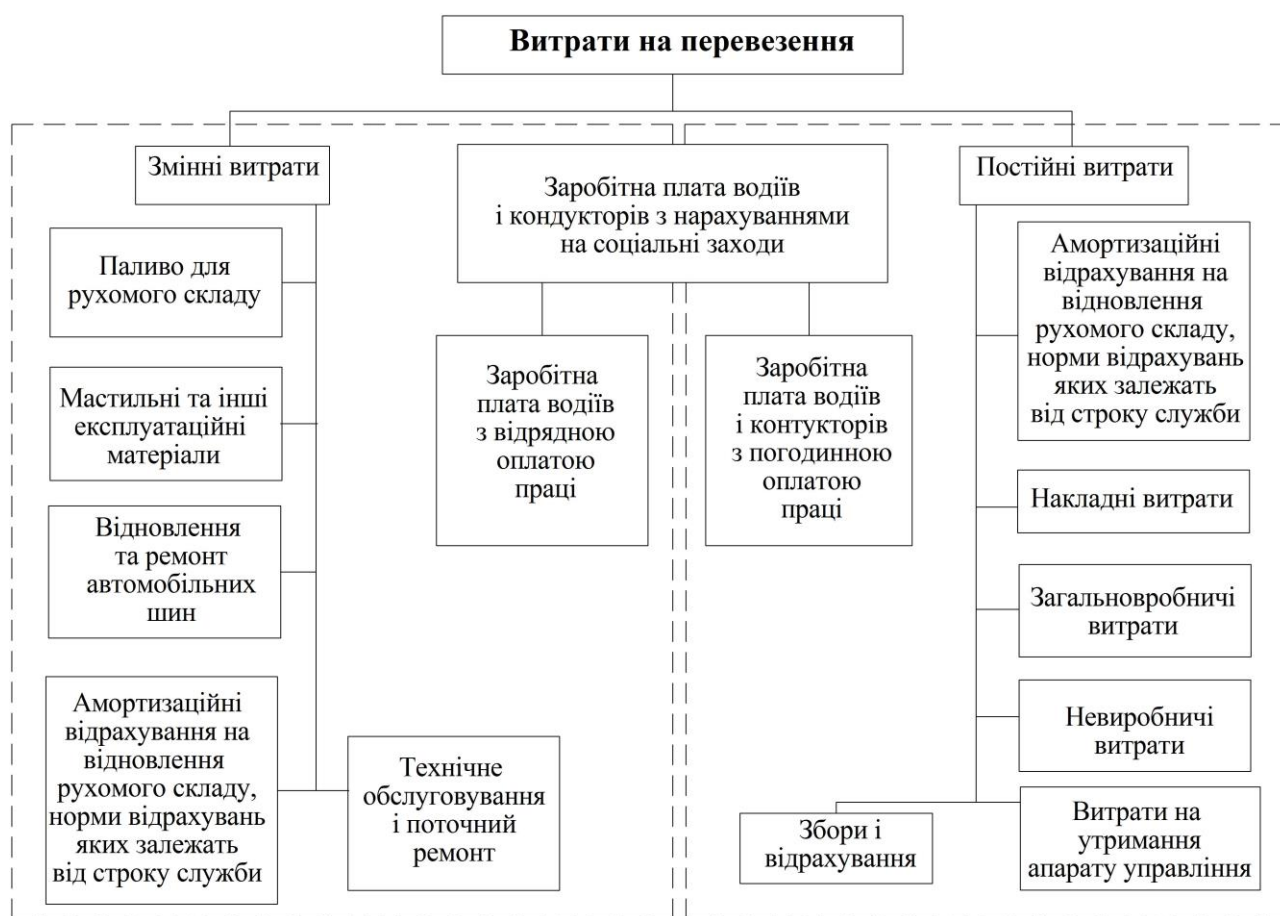 Витрати на перевезення
Змінні витрати
Паливо для
рухомого складу
Мастильні та інші
експлуатаційні
матеріали
Відновлення
та ремонт
автомобільних
шин
Амортизаційні
відрахування на
відновлення
рухомого складу,
норми відрахувань
яких залежать
від строку служби
Технічне
обслуговування
і поточний
ремонт
Заробітна плата водіїв
і кондукторів з нарахуваннями
на соціальні заходи
Заробітна
плата водіїв
з відрядною
оплатою
праці
Заробітна
плата водіїв
і контукторів
з погодинною
оплатою
праці
Постійні витрати
Амортизаційні
відрахування на
відновлення
рухомого складу,
норми відрахувань
яких залежать
від строку служби
Накладні витрати
Загальновробничі
витрати
Невиробничі
витрати
Збори і
відрахування
Витрати на
утримання
апарату управління